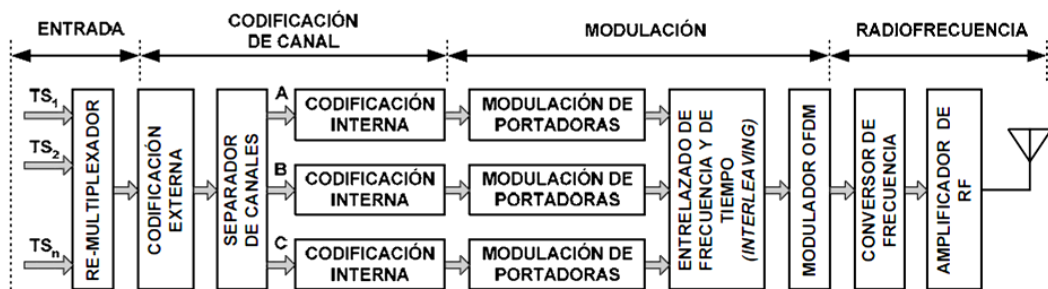 ENTRADA
CODIFICACIÓN
DE CANAL
MODULACIÓN
RADIOFRECUENCIA
TS1
TS2
TSn
RE-MULTIPLEXADOR
CODIFICACIÓN
EXTERNA
SEPARADOR
DE CANALES
A
CODIFICACIÓN
INTERNA
MODULACIÓN DE
PORTADORAS
B
CODIFICACIÓN
INTERNA
MODULACIÓN DE
PORTADORAS
C
CODIFICACIÓN
INTERNA
MODULACIÓN DE
PORTADORAS
ENTRELAZADO DE
FRECUENCIA Y DE
TIEMPO
(INTERLEAVING)
MODULADOR OFDM
CONVERSOR DE
FRECUENCIA
AMPLIFICADOR DE
RF